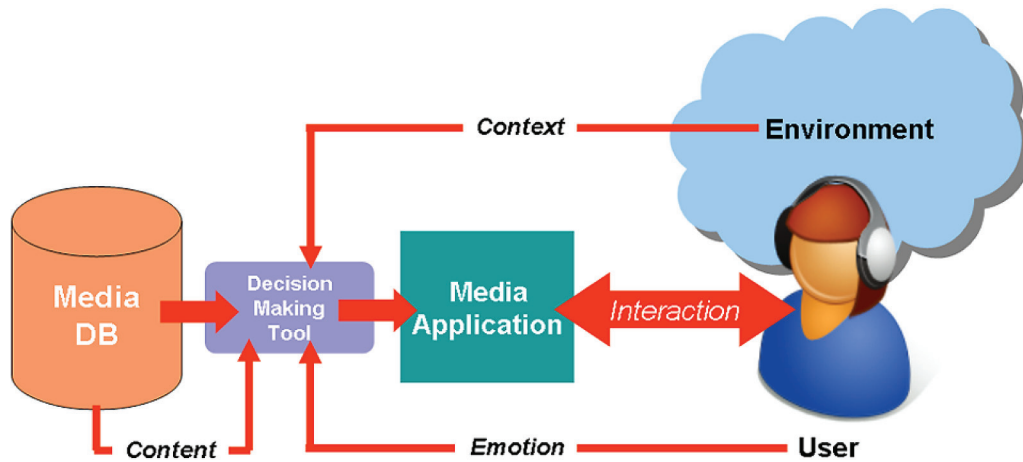 Context
Environment
Media
DB
Decision
Making
Tool
Media
Application
Interaction
Content
Emotion
User